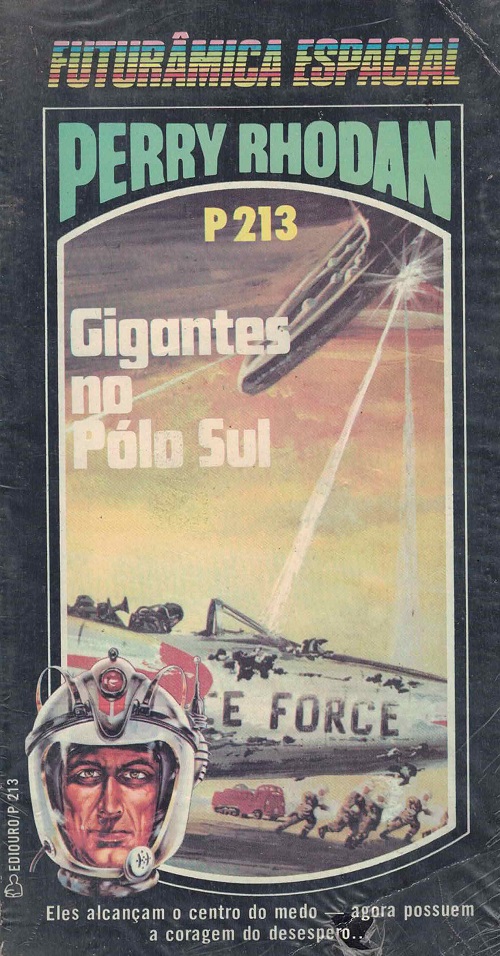 FUTURÂMICA ESPACIAL
PERRY RHODAN
P 213
Gigantes
no
Pólo Sul
CE FORCE
EDIOURO/P 213
Eles alcançam o centro do medo — agora possuem
a coragem do desespero...